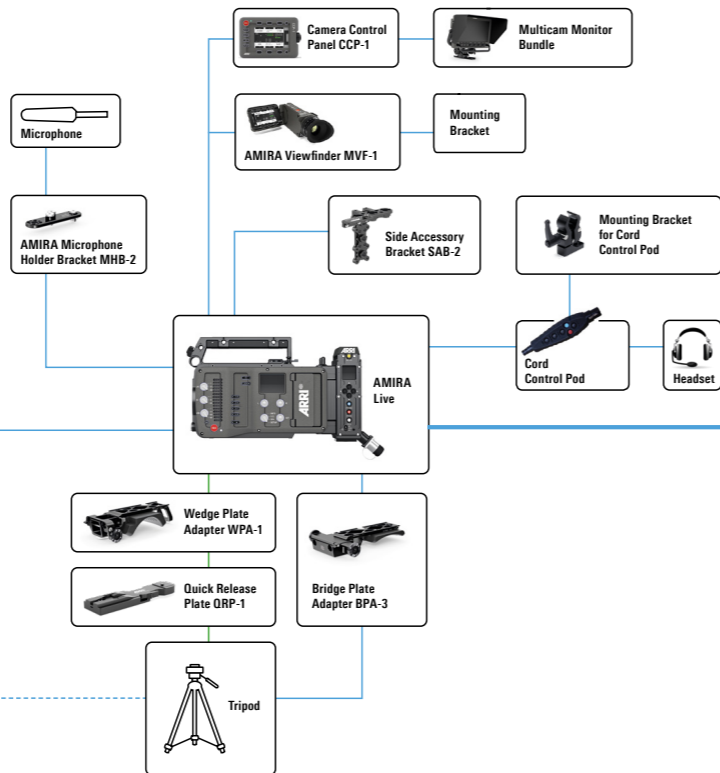 Camera Control
Panel CCP-1
Multicam Monitor
Bundle
Microphone
AMIRA Viewfinder MVF-1
Mounting
Bracket
AMIRA Microphone
Holder Bracket MHB-2
Side Accessory
Bracket SAB-2
Mounting Bracket
for Cord
Control Pod
Cord
Control Pod
Headset
ARRI
ARRI
AMIRA
Live
Wedge Plate
Adapter WPA-1
Quick Release
Plate QRP-1
Bridge Plate
Adapter BPA-3
Tripod